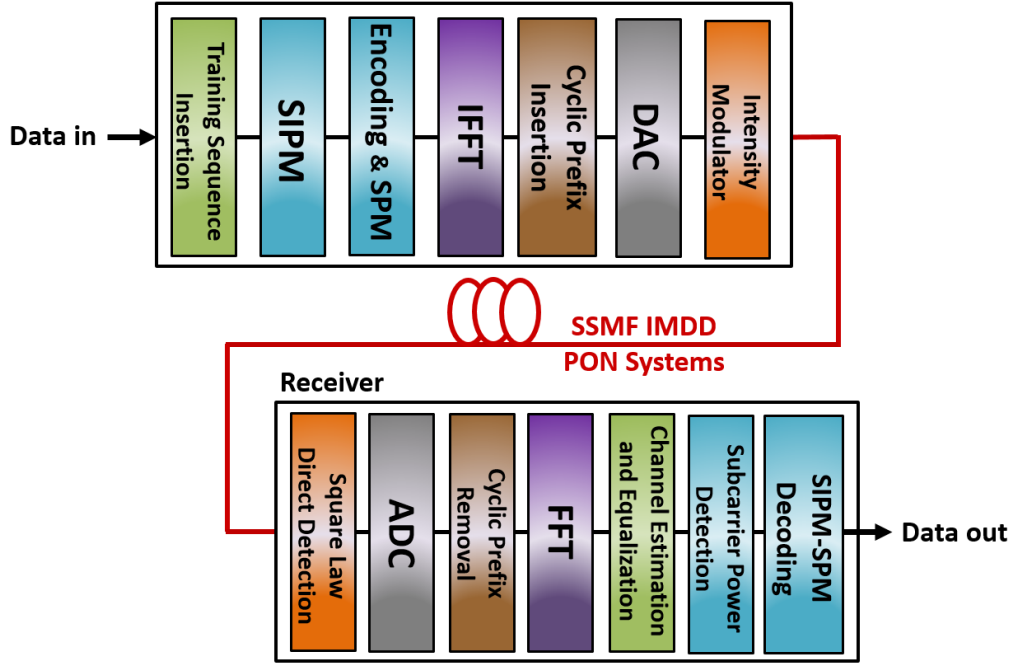 Data in
Training Sequence
Insertion
SIPM
Encoding & SPM
IFFT
Cyclic Prefix
Insertion
DAC
Intensity
Modulator
SSMF IMDD
PON Systems
Receiver
Square Law
Direct Detection
ADC
Cyclic Prefix
Removal
FFT
Channel Estimation
and Equalization
Subcarrier Power
Detection
SIPM-SPM
Decoding
Data out